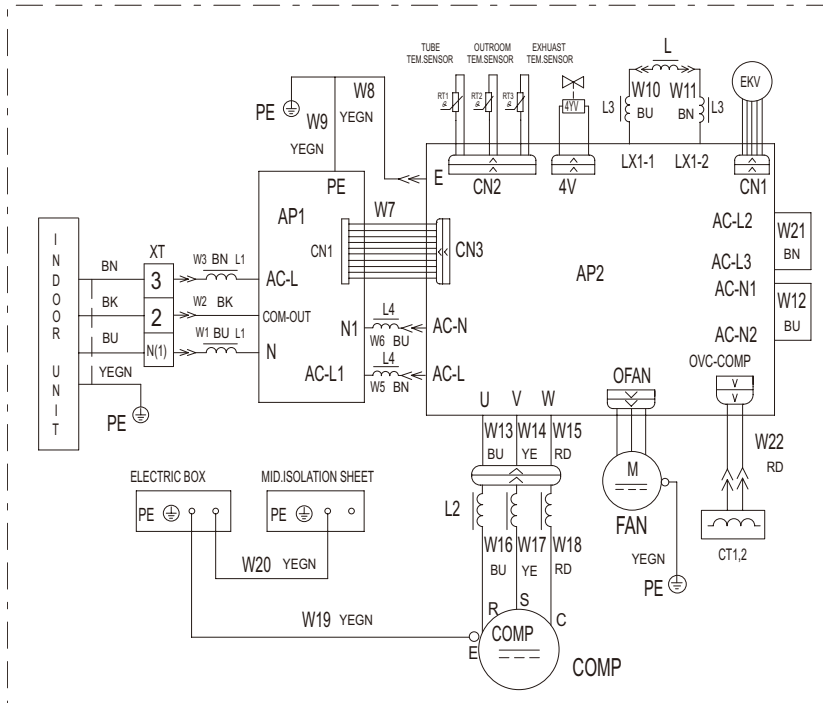 TUBE
TEM.SENSOR
OUTROOM
TEM.SENSOR
EXHUAST
TEM.SENSOR
L
W10
BU
W11
BN
L3
L3
EKV
RT1
RT2
RT3
θ
θ
θ
4YV
W8
YEGN
W9
YEGN
PE
PE
E
CN2
4V
LX1-1
LX1-2
CN1
AP1
W7
CN1
CN3
AP2
AC-L2
W21
BN
AC-L3
AC-N1
W12
BU
AC-N2
INDOOR UNIT
XT
BN
3
W3 BN L1
AC-L
BK
2
W2 BK
COM-OUT
BU
N(1)
W1 BU L1
N
YEGN
PE
N1
L4
W6 BU
AC-N
AC-L1
L4
W5 BN
AC-L
OVC-COMP
OFAN
U V W
W13
BU
W14
YE
W15
RD
M
FAN
W22
RD
CT1,2
YEGN
PE
ELECTRIC BOX
PE
MID.ISOLATION SHEET
PE
L2
W16
BU
W17
YE
W18
RD
W20 YEGN
W19 YEGN
R
S
C
E
COMP
COMP